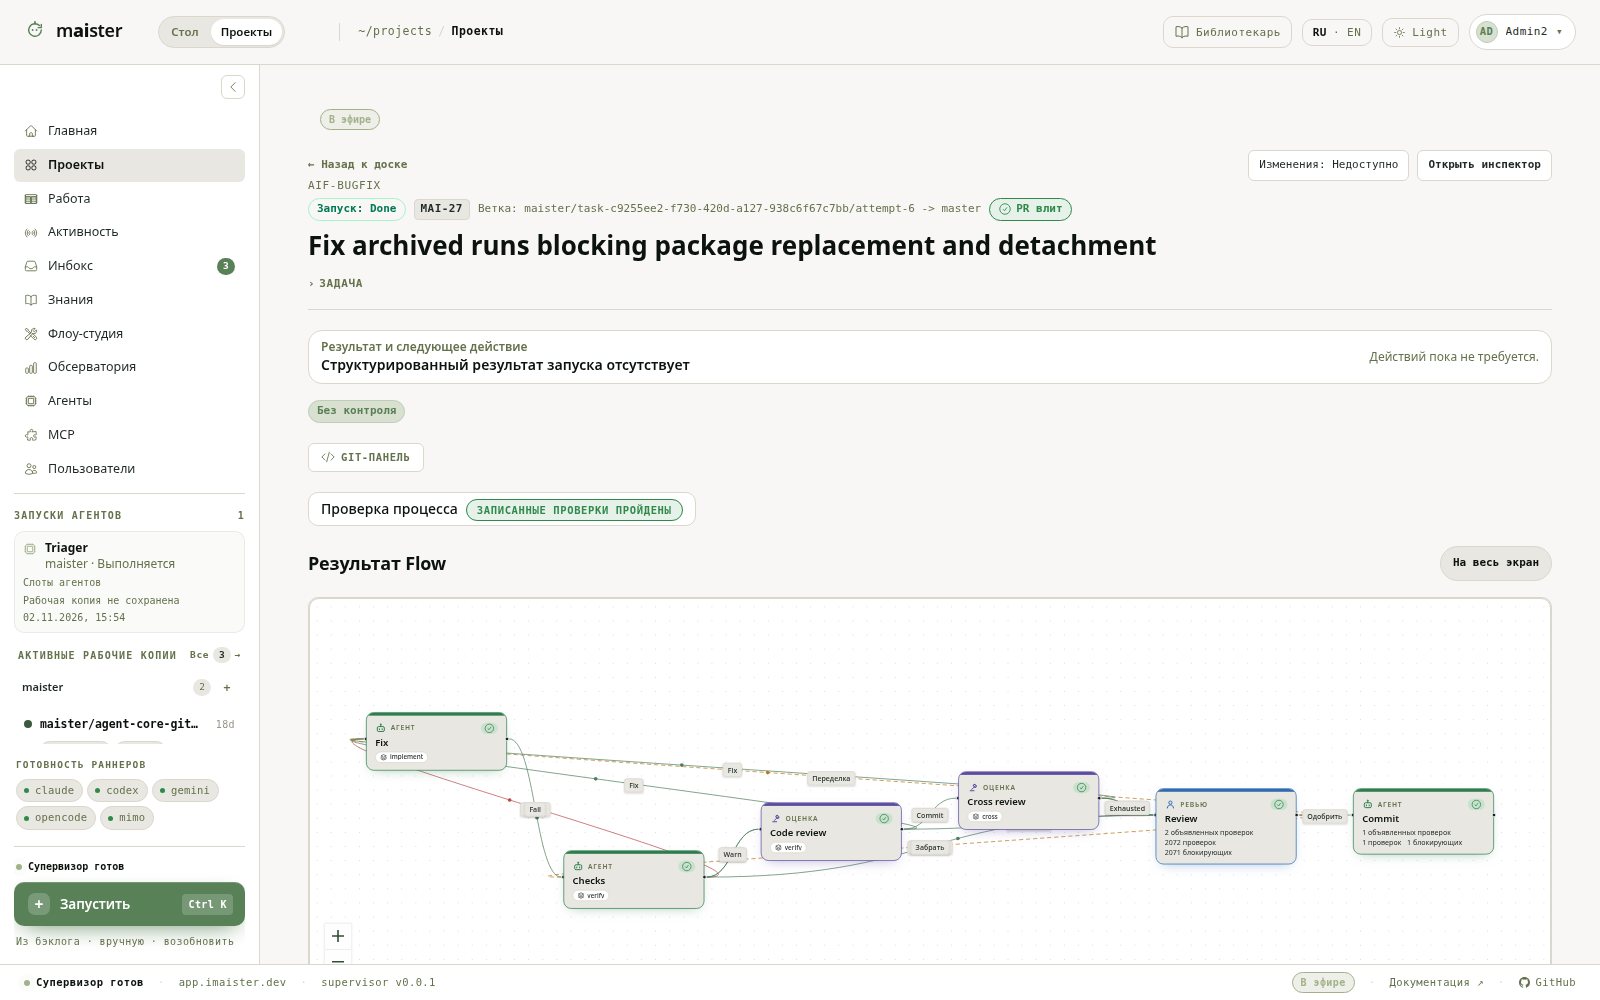 maister
Стол Проекты
~/projects / Проекты
Библиотекарь
RU · EN
Light
AD Admin2 ▾
Главная
Проекты
Работа
Активность
Инбокс 3
Знания
Флоу-студия
Обсерватория
Агенты
MCP
Пользователи
ЗАПУСКИ АГЕНТОВ 1
Triager
maister · Выполняется
Слоты агентов
Рабочая копия не сохранена
02.11.2026, 15:54
АКТИВНЫЕ РАБОЧИЕ КОПИИ Все 3 →
maister 2 +
maister/agent-core-git… 18d
ГОТОВНОСТЬ РАННЕРОВ
claude codex gemini
opencode mimo
Супервизор готов
+ Запустить Ctrl K
Из бэклога · вручную · возобновить
В эфире
← Назад к доске
Изменения: Недоступно
Открыть инспектор
AIF-BUGFIX
Запуск: Done MAI-27 Ветка: maister/task-c9255ee2-f730-420d-a127-938c6f67c7bb/attempt-6 -> master PR влит
Fix archived runs blocking package replacement and detachment
› ЗАДАЧА
Результат и следующее действие
Структурированный результат запуска отсутствует
Действий пока не требуется.
Без контроля
</> GIT-ПАНЕЛЬ
Проверка процесса ЗАПИСАННЫЕ ПРОВЕРКИ ПРОЙДЕНЫ
Результат Flow
На весь экран
АГЕНТ
Fix
implement
Fix
Fix
Переделка
Fail
АГЕНТ
Checks
verify
Warn
ОЦЕНКА
Code review
verify
Commit
Забрать
ОЦЕНКА
Cross review
cross
Exhausted
РЕВЬЮ
Review
2 объявленных проверок
2072 проверок
2071 блокирующих
Одобрить
АГЕНТ
Commit
1 объявленных проверок
1 проверок 1 блокирующих
+
−
Супервизор готов · app.imaister.dev · supervisor v0.0.1
В эфире · Документация ↗ · GitHub